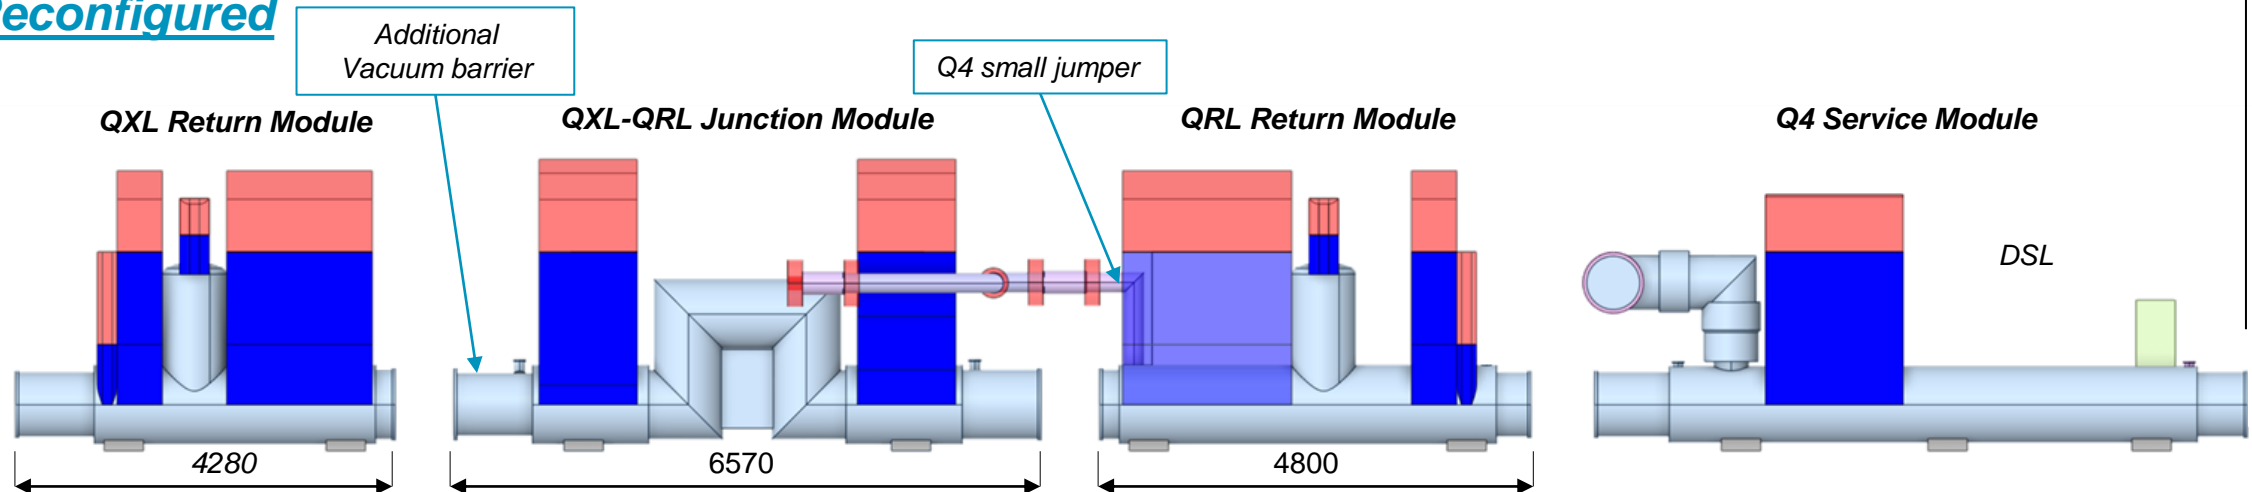 Reconfigured
Additional
Vacuum barrier
Q4 small jumper
QXL Return Module
QXL-QRL Junction Module
QRL Return Module
Q4 Service Module
DSL
4280
6570
4800